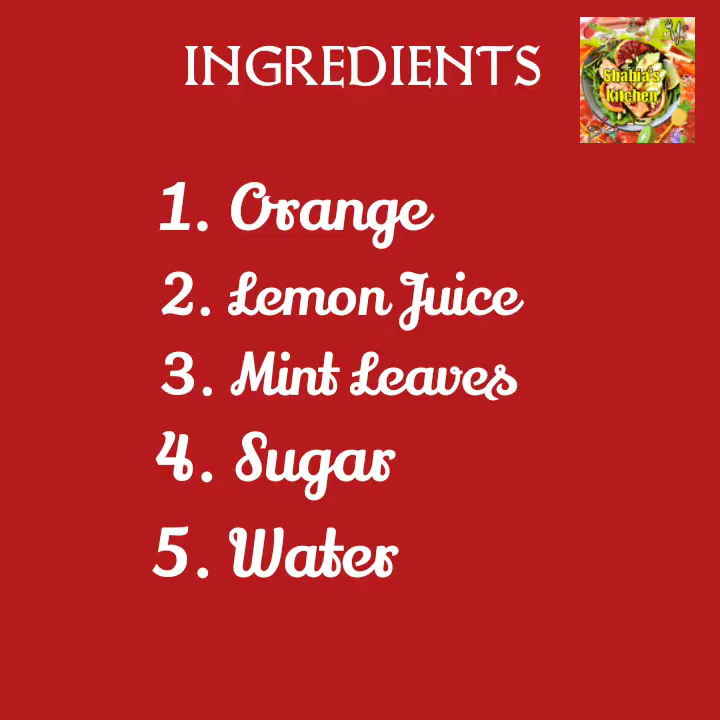 INGREDIENTS
Shabia's
Kitchen
1. Orange
2. Lemon Juice
3. Mint Leaves
4. Sugar
5. Water